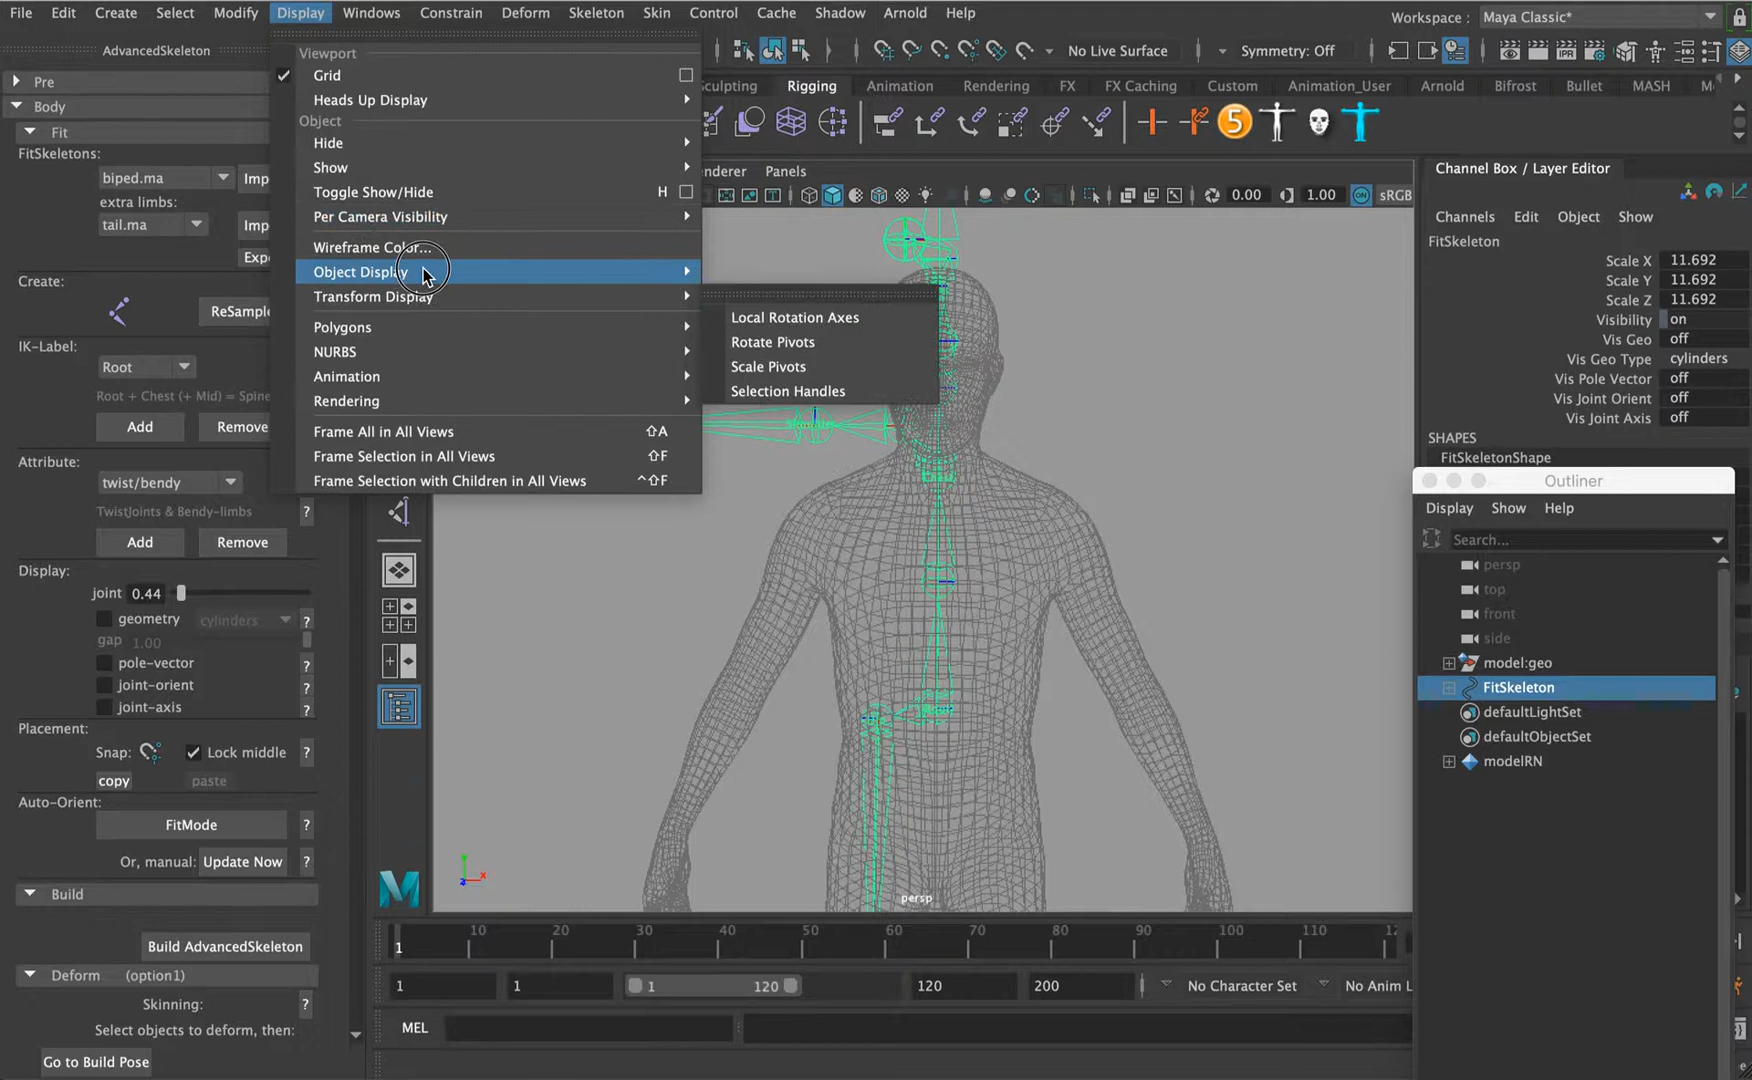 File Edit Create Select Modify Display Windows Constrain Deform Skeleton Skin Control Cache Shadow Arnold Help
Workspace : Maya Classic*
AdvancedSkeleton
Pre
Body
Fit
FitSkeletons:
biped.ma
extra limbs:
tail.ma
Create:
IK-Label:
Root
Root + Chest (+ Mid) = Spine
Add
Attribute:
twist/bendy
TwistJoints & Bendy-limbs ?
Add Remove
Display:
joint 0.44
geometry cylinders ?
gap 1.00
pole-vector ?
joint-orient ?
joint-axis ?
Placement:
Snap: Lock middle ?
copy paste
Auto-Orient:
FitMode ?
Or, manual: Update Now ?
Build
Build AdvancedSkeleton
Deform (option1)
Skinning: ?
Select objects to deform, then:
Go to Build Pose
Viewport
Grid
Heads Up Display
Object
Hide
Show
Toggle Show/Hide H
Per Camera Visibility
Wireframe Color...
Object Display
Transform Display
Polygons
NURBS
Animation
Rendering
Frame All in All Views ⇧A
Frame Selection in All Views ⇧F
Frame Selection with Children in All Views ^⇧F
Local Rotation Axes
Rotate Pivots
Scale Pivots
Selection Handles
No Live Surface
Symmetry: Off
Rigging Animation Rendering FX FX Caching Custom Animation_User Arnold Bifrost Bullet MASH
5
IPR
Panels
0.00 1.00 ON sRGB
persp
y x z
Channel Box / Layer Editor
Channels Edit Object Show
FitSkeleton
Scale X 11.692
Scale Y 11.692
Scale Z 11.692
Visibility on
Vis Geo off
Vis Geo Type cylinders
Vis Pole Vector off
Vis Joint Orient off
Vis Joint Axis off
SHAPES
FitSkeletonShape
Outliner
Display Show Help
Search...
persp
top
front
side
model:geo
FitSkeleton
defaultLightSet
defaultObjectSet
modelRN
1 10 20 30 40 50 60 70 80 90 100 110
1 1 1 120 120 200 No Character Set No Anim
MEL